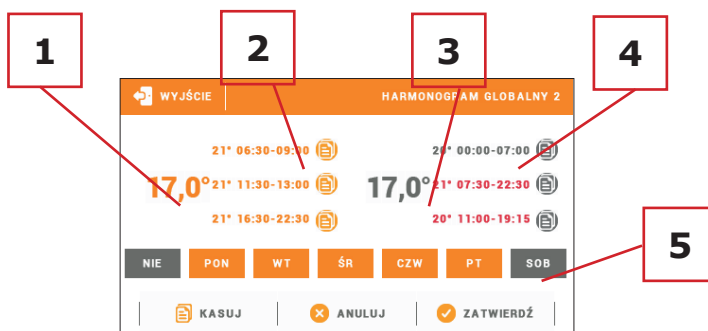 1
2
3
4
WYJŚCIE
HARMONOGRAM GLOBALNY 2
21° 06:30-09:00
20° 00:00-07:00
17,0° 21° 11:30-13:00
17,0° 21° 07:30-22:30
21° 16:30-22:30
20° 11:00-19:15
5
NIE PON WT ŚR CZW PT SOB
KASUJ ANULUJ ZATWIERDŹ